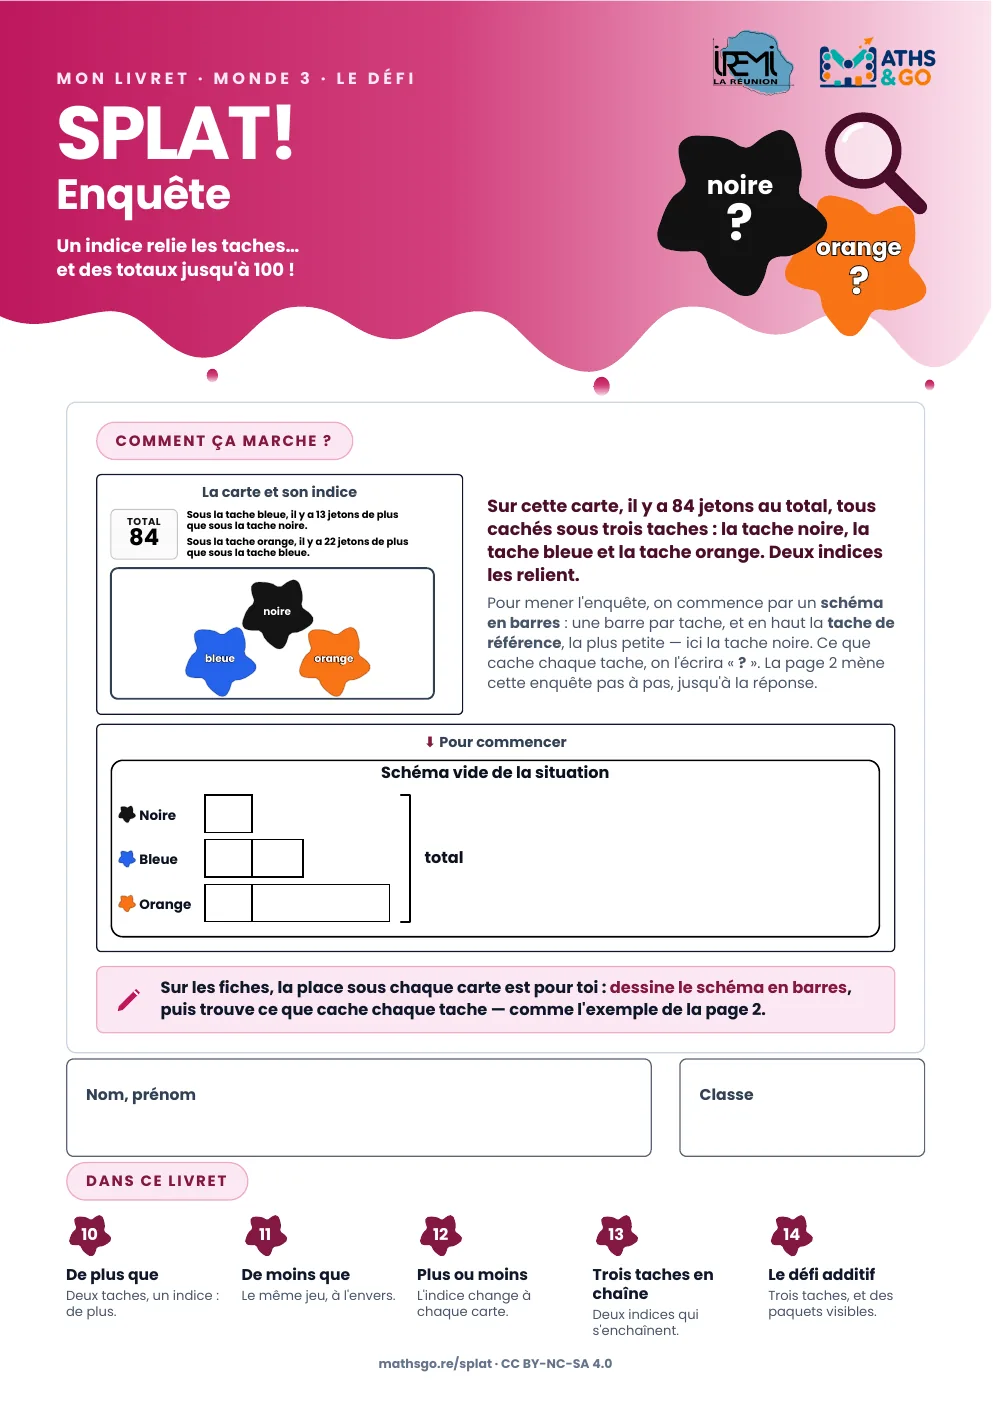 MON LIVRET · MONDE 3 · LE DÉFI
SPLAT!
Enquête
Un indice relie les taches...
et des totaux jusqu'à 100 !
iREMi
LA RÉUNION
MATHS
&GO
noire
?
orange
?
COMMENT ÇA MARCHE ?
La carte et son indice
TOTAL
84
Sous la tache bleue, il y a 13 jetons de plus
que sous la tache noire.
Sous la tache orange, il y a 22 jetons de plus
que sous la tache bleue.
noire
bleue
orange
Sur cette carte, il y a 84 jetons au total, tous
cachés sous trois taches : la tache noire, la
tache bleue et la tache orange. Deux indices
les relient.
Pour mener l'enquête, on commence par un schéma
en barres : une barre par tache, et en haut la tache de
référence, la plus petite — ici la tache noire. Ce que
cache chaque tache, on l'écrira « ? ». La page 2 mène
cette enquête pas à pas, jusqu'à la réponse.
⬇ Pour commencer
Schéma vide de la situation
Noire
Bleue
Orange
total
Sur les fiches, la place sous chaque carte est pour toi : dessine le schéma en barres,
puis trouve ce que cache chaque tache — comme l'exemple de la page 2.
Nom, prénom
Classe
DANS CE LIVRET
10
De plus que
Deux taches, un indice :
de plus.
11
De moins que
Le même jeu, à l'envers.
12
Plus ou moins
L'indice change à
chaque carte.
13
Trois taches en
chaîne
Deux indices qui
s'enchaînent.
14
Le défi additif
Trois taches, et des
paquets visibles.
mathsgo.re/splat · CC BY-NC-SA 4.0